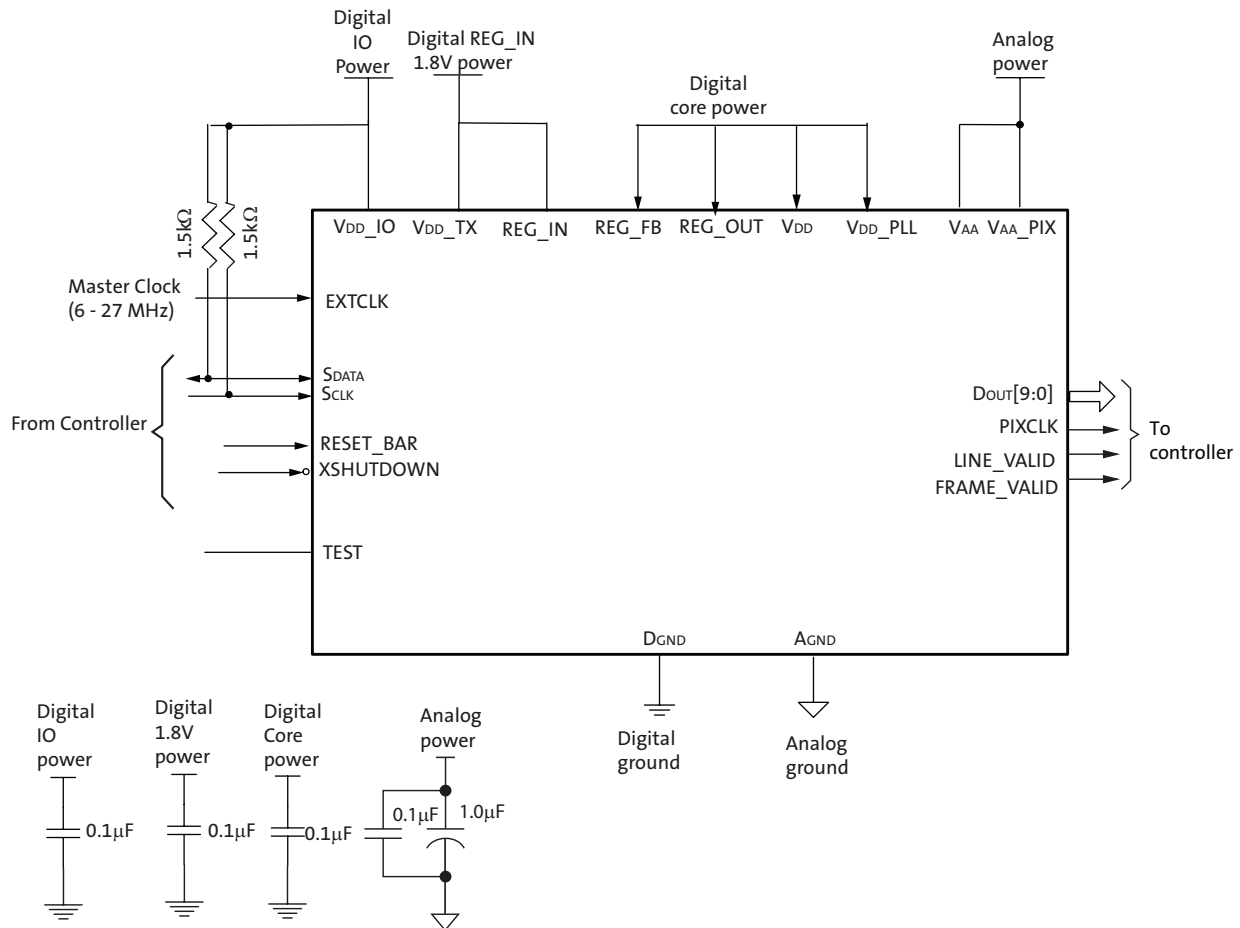 Digital
IO
Power
Digital REG_IN
1.8V power
Digital
core power
Analog
power
1.5kΩ
1.5kΩ
VDD_IO
VDD_TX
REG_IN
REG_FB
REG_OUT
VDD
VDD_PLL
VAA
VAA_PIX
Master Clock
(6 - 27 MHz)
EXTCLK
From Controller
SDATA
SCLK
RESET_BAR
XSHUTDOWN
TEST
DOUT[9:0]
PIXCLK
LINE_VALID
FRAME_VALID
To
controller
DGND
AGND
Digital
ground
Analog
ground
Digital
IO
power
0.1µF
Digital
1.8V
power
0.1µF
Digital
Core
power
0.1µF
Analog
power
0.1µF
1.0µF